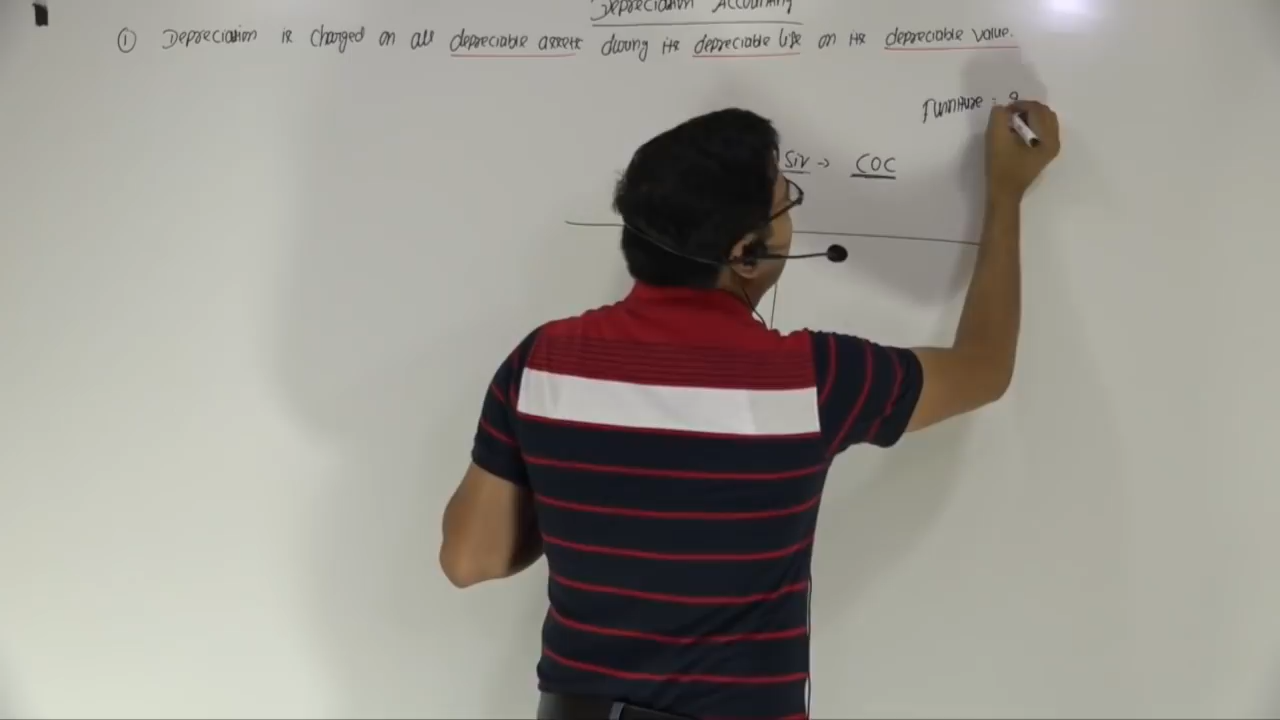 Depreciation Accounting
① Depreciation is charged on all depreciable assets during its depreciable life on its depreciable value.
Furniture :
SIV → COC